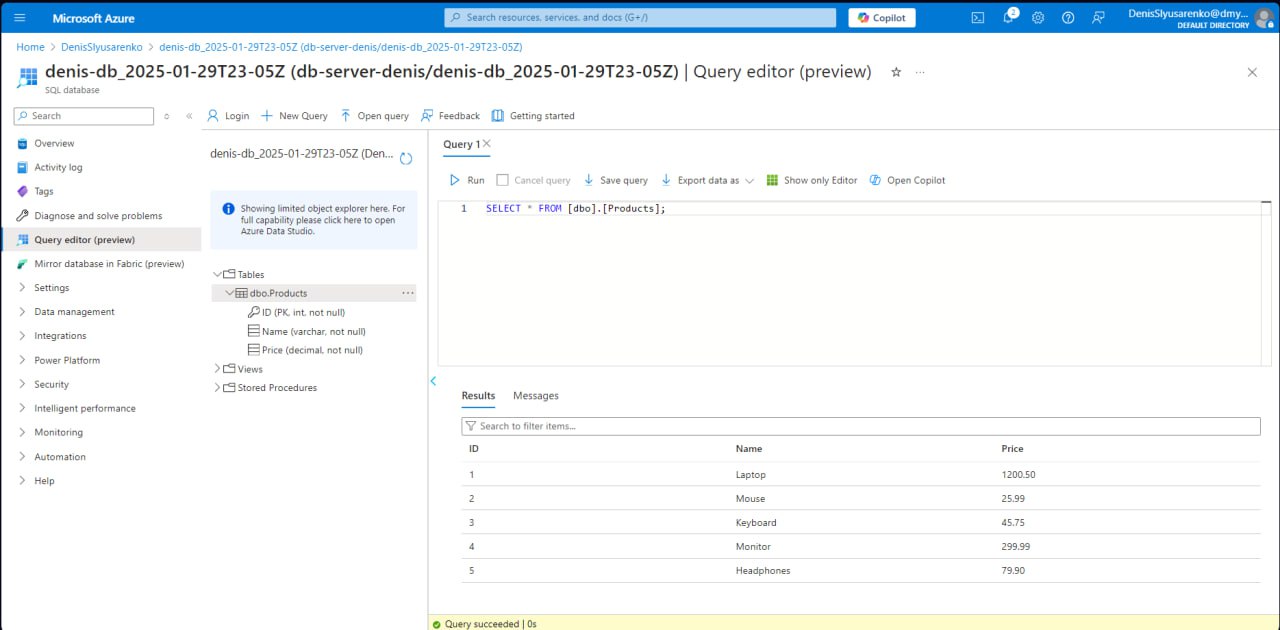 Microsoft Azure
Search resources, services, and docs (G+/)
Copilot
2
DenisSlyusarenko@dmy...
DEFAULT DIRECTORY
Home > DenisSlyusarenko > denis-db_2025-01-29T23-05Z (db-server-denis/denis-db_2025-01-29T23-05Z)
denis-db_2025-01-29T23-05Z (db-server-denis/denis-db_2025-01-29T23-05Z) | Query editor (preview)
SQL database
Search
Login
New Query
Open query
Feedback
Getting started
Overview
Activity log
Tags
Diagnose and solve problems
Query editor (preview)
Mirror database in Fabric (preview)
Settings
Data management
Integrations
Power Platform
Security
Intelligent performance
Monitoring
Automation
Help
denis-db_2025-01-29T23-05Z (Den...
Showing limited object explorer here. For
full capability please click here to open
Azure Data Studio.
Tables
dbo.Products
ID (PK, int, not null)
Name (varchar, not null)
Price (decimal, not null)
Views
Stored Procedures
Query 1
Run
Cancel query
Save query
Export data as
Show only Editor
Open Copilot
1 SELECT * FROM [dbo].[Products];
Results Messages
Search to filter items...
ID Name Price
1 Laptop 1200.50
2 Mouse 25.99
3 Keyboard 45.75
4 Monitor 299.99
5 Headphones 79.90
Query succeeded | 0s